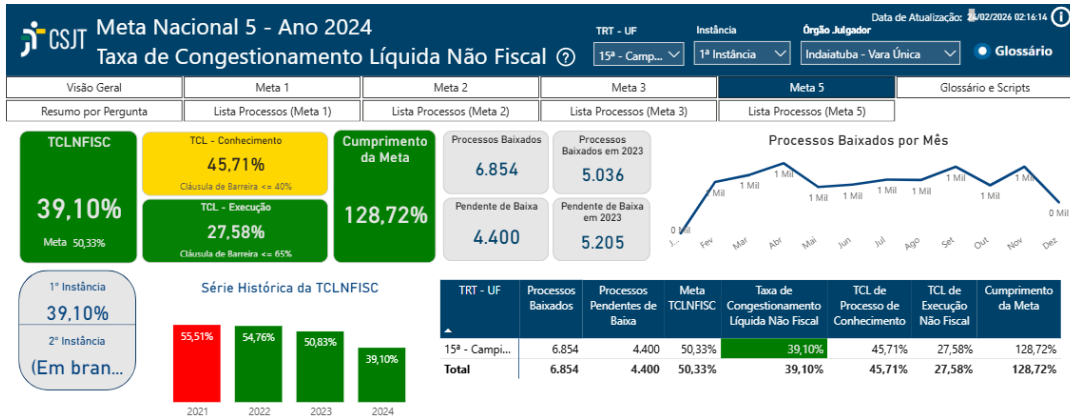 CSJT
Meta Nacional 5 - Ano 2024
Taxa de Congestionamento Líquida Não Fiscal
TRT - UF
15ª - Camp...
Instância
1ª Instância
Órgão Julgador
Indaiatuba - Vara Única
Data de Atualização: /02/2026 02:16:14
Glossário
Visão Geral
Meta 1
Meta 2
Meta 3
Meta 5
Glossário e Scripts
Resumo por Pergunta
Lista Processos (Meta 1)
Lista Processos (Meta 2)
Lista Processos (Meta 3)
Lista Processos (Meta 5)
TCLNFISC
39,10%
Meta 50,33%
TCL - Conhecimento
45,71%
Cláusula de Barreira <= 40%
TCL - Execução
27,58%
Cláusula de Barreira <= 65%
Cumprimento
da Meta
128,72%
Processos Baixados
6.854
Processos
Baixados em 2023
5.036
Pendente de Baixa
4.400
Pendente de Baixa
em 2023
5.205
Processos Baixados por Mês
0 Mil
Mil
1 Mil
1 Mil
1 Mil
1 Mil
1 Mil
1 Mil
1 Mil
1 Mil
1 Mil
0 Mil
J...
Fev
Mar
Abr
Mai
Jun
Jul
Ago
Set
Out
Nov
Dez
1ª Instância
39,10%
2ª Instância
(Em bran...
Série Histórica da TCLNFISC
55,51%
54,76%
50,83%
39,10%
2021
2022
2023
2024
TRT - UF
Processos
Baixados
Processos
Pendentes de
Baixa
Meta
TCLNFISC
Taxa de
Congestionamento
Líquida Não Fiscal
TCL de
Processo de
Conhecimento
TCL de
Execução
Não Fiscal
Cumprimento
da Meta
15ª - Campi... 6.854 4.400 50,33% 39,10% 45,71% 27,58% 128,72%
Total 6.854 4.400 50,33% 39,10% 45,71% 27,58% 128,72%